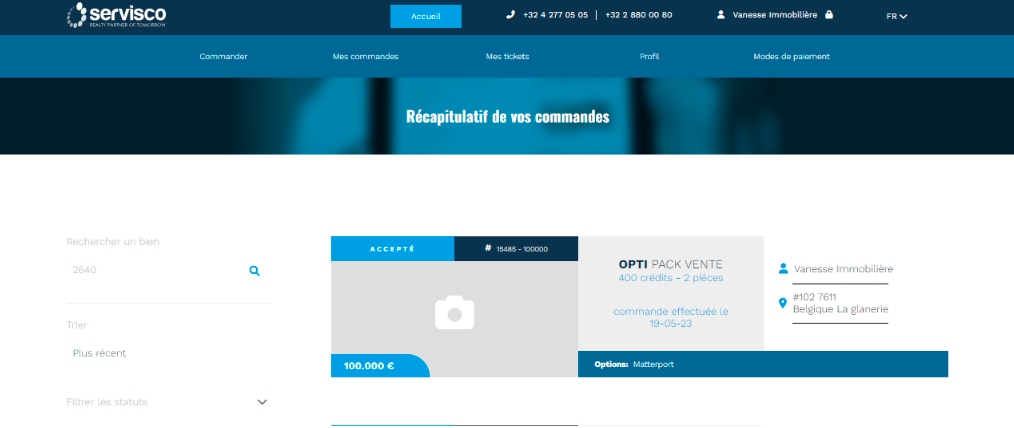 servisco
REALTY PARTNER OF TOMORROW
Accueil
+32 4 277 05 05 | +32 2 880 00 80
Vanesse Immobilière
FR
Commander
Mes commandes
Mes tickets
Profil
Modes de paiement
Récapitulatif de vos commandes
Rechercher un bien
2640
Trier
Plus récent
Filtrer les statuts
ACCEPTÉ
# 15485 - 100000
100.000 €
OPTI PACK VENTE
400 crédits - 2 pièces
commande effectuée le
19-05-23
Vanesse Immobilière
#102 7611
Belgique La glanerie
Options: Matterport